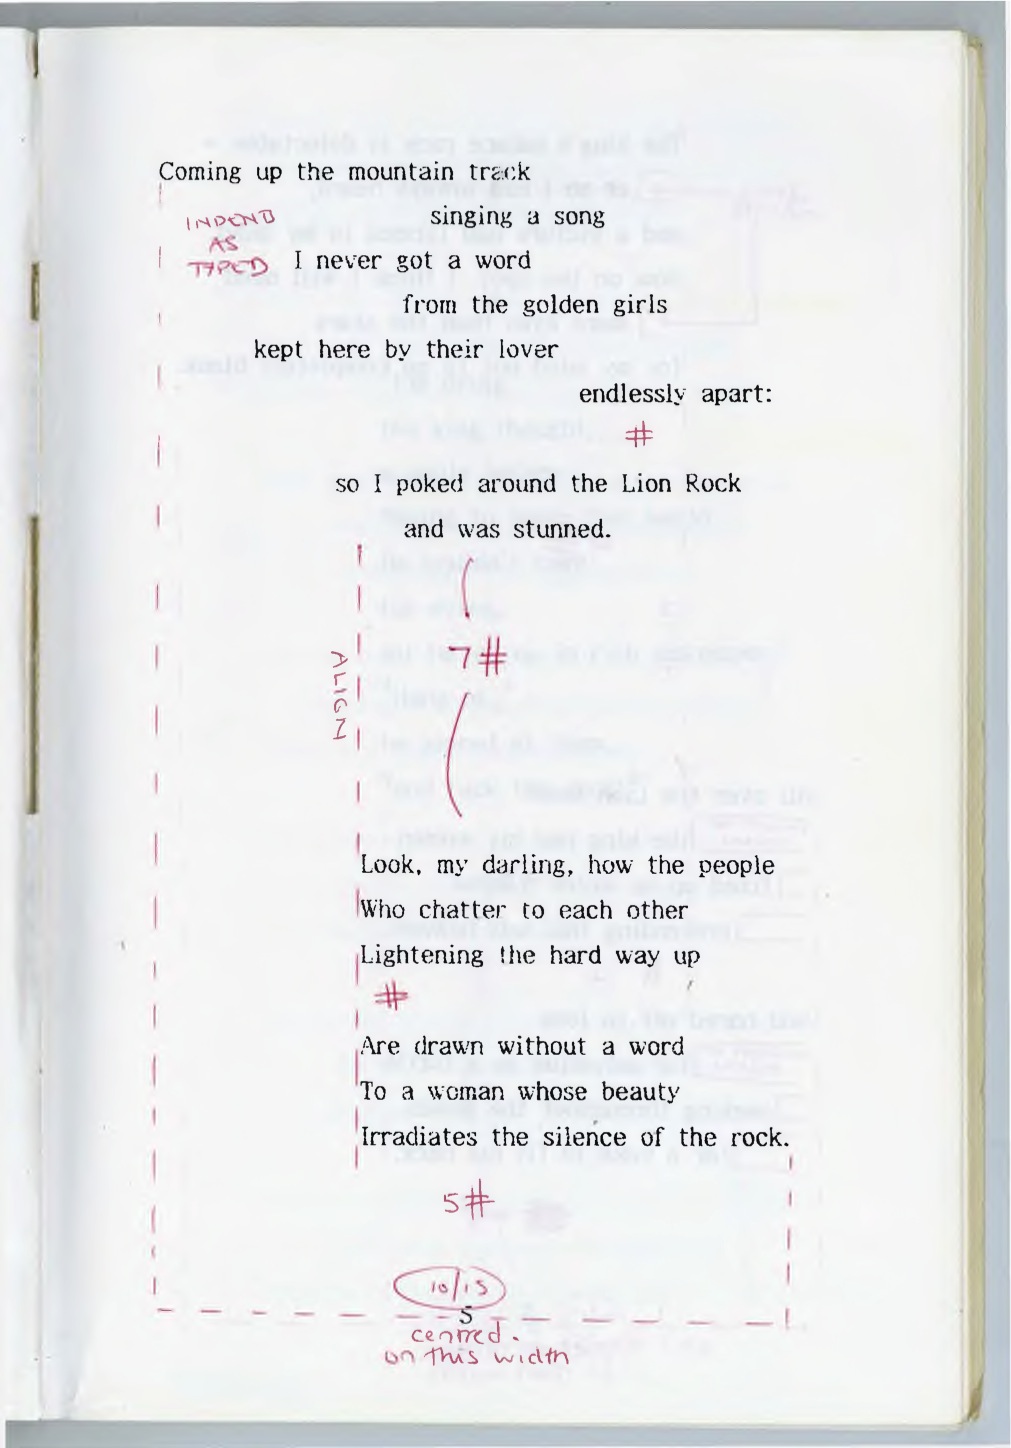 Coming up the mountain track
INDENT
singing a song
AS
TYPED I never got a word
from the golden girls
kept here by their lover
endlessly apart:
#
so I poked around the Lion Rock
and was stunned.
7#
ALIGN
Look, my darling, how the people
Who chatter to each other
Lightening the hard way up
#
Are drawn without a word
To a woman whose beauty
Irradiates the silence of the rock.
5#
10/15
5
centred.
on this width